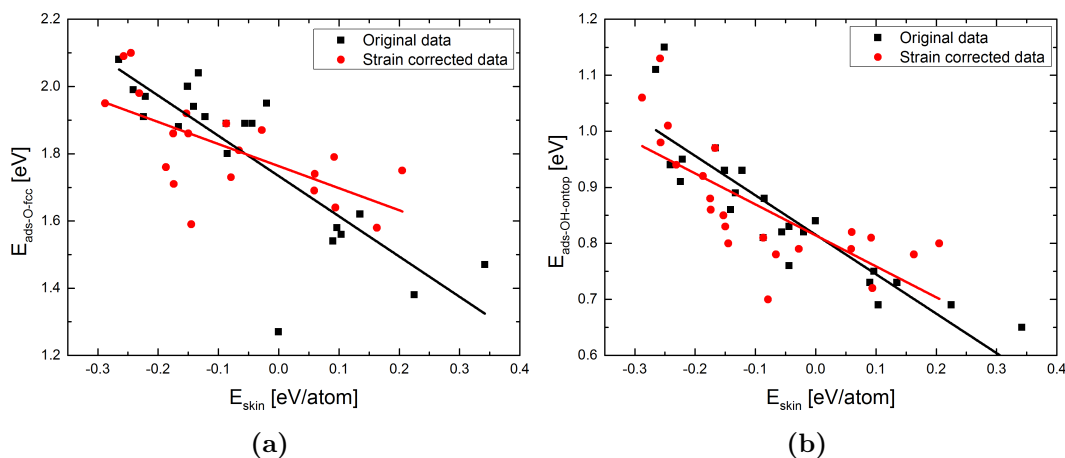 2.2
2.0
1.8
1.6
1.4
1.2
E_ads-O-fcc [eV]
Original data
Strain corrected data
-0.3 -0.2 -0.1 0.0 0.1 0.2 0.3 0.4
E_skin [eV/atom]
(a)
1.2
1.1
1.0
0.9
0.8
0.7
0.6
E_ads-OH-ontop [eV]
Original data
Strain corrected data
-0.3 -0.2 -0.1 0.0 0.1 0.2 0.3 0.4
E_skin [eV/atom]
(b)